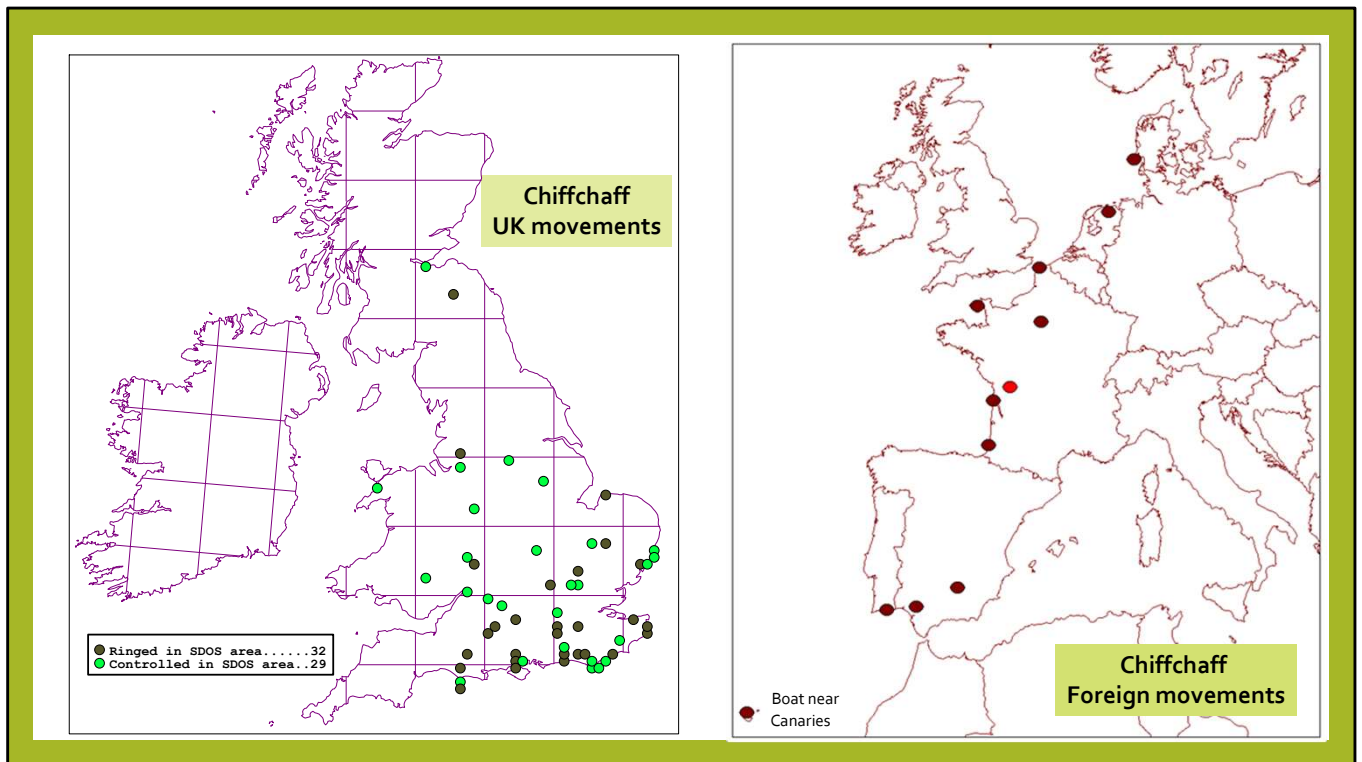 Chiffchaff
UK movements
Ringed in SDOS area......32
Controlled in SDOS area..29
Boat near
Canaries
Chiffchaff
Foreign movements